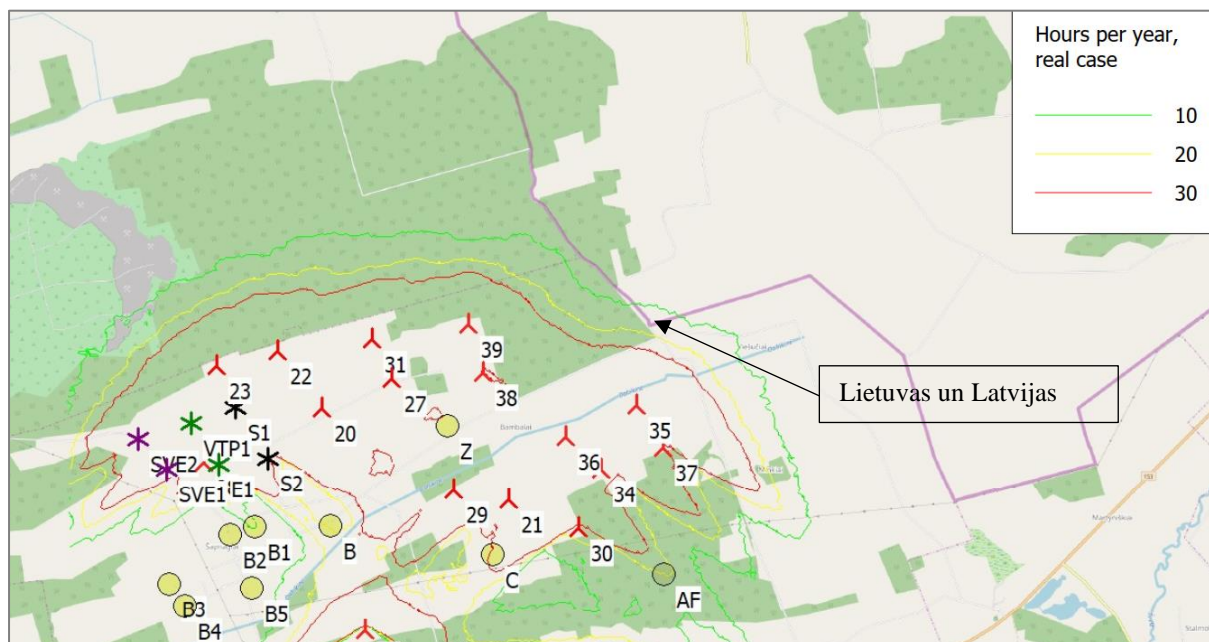 Hours per year,
real case
10
20
30
39
31
22
23
38
27
20
S1
Z
Bambalai
Lietuvas un Latvijas
35
VTP1
36
37
SVE2
S2
SVE1
34
29
21
30
B1
B
B2
C
AF
B3
B5
B4